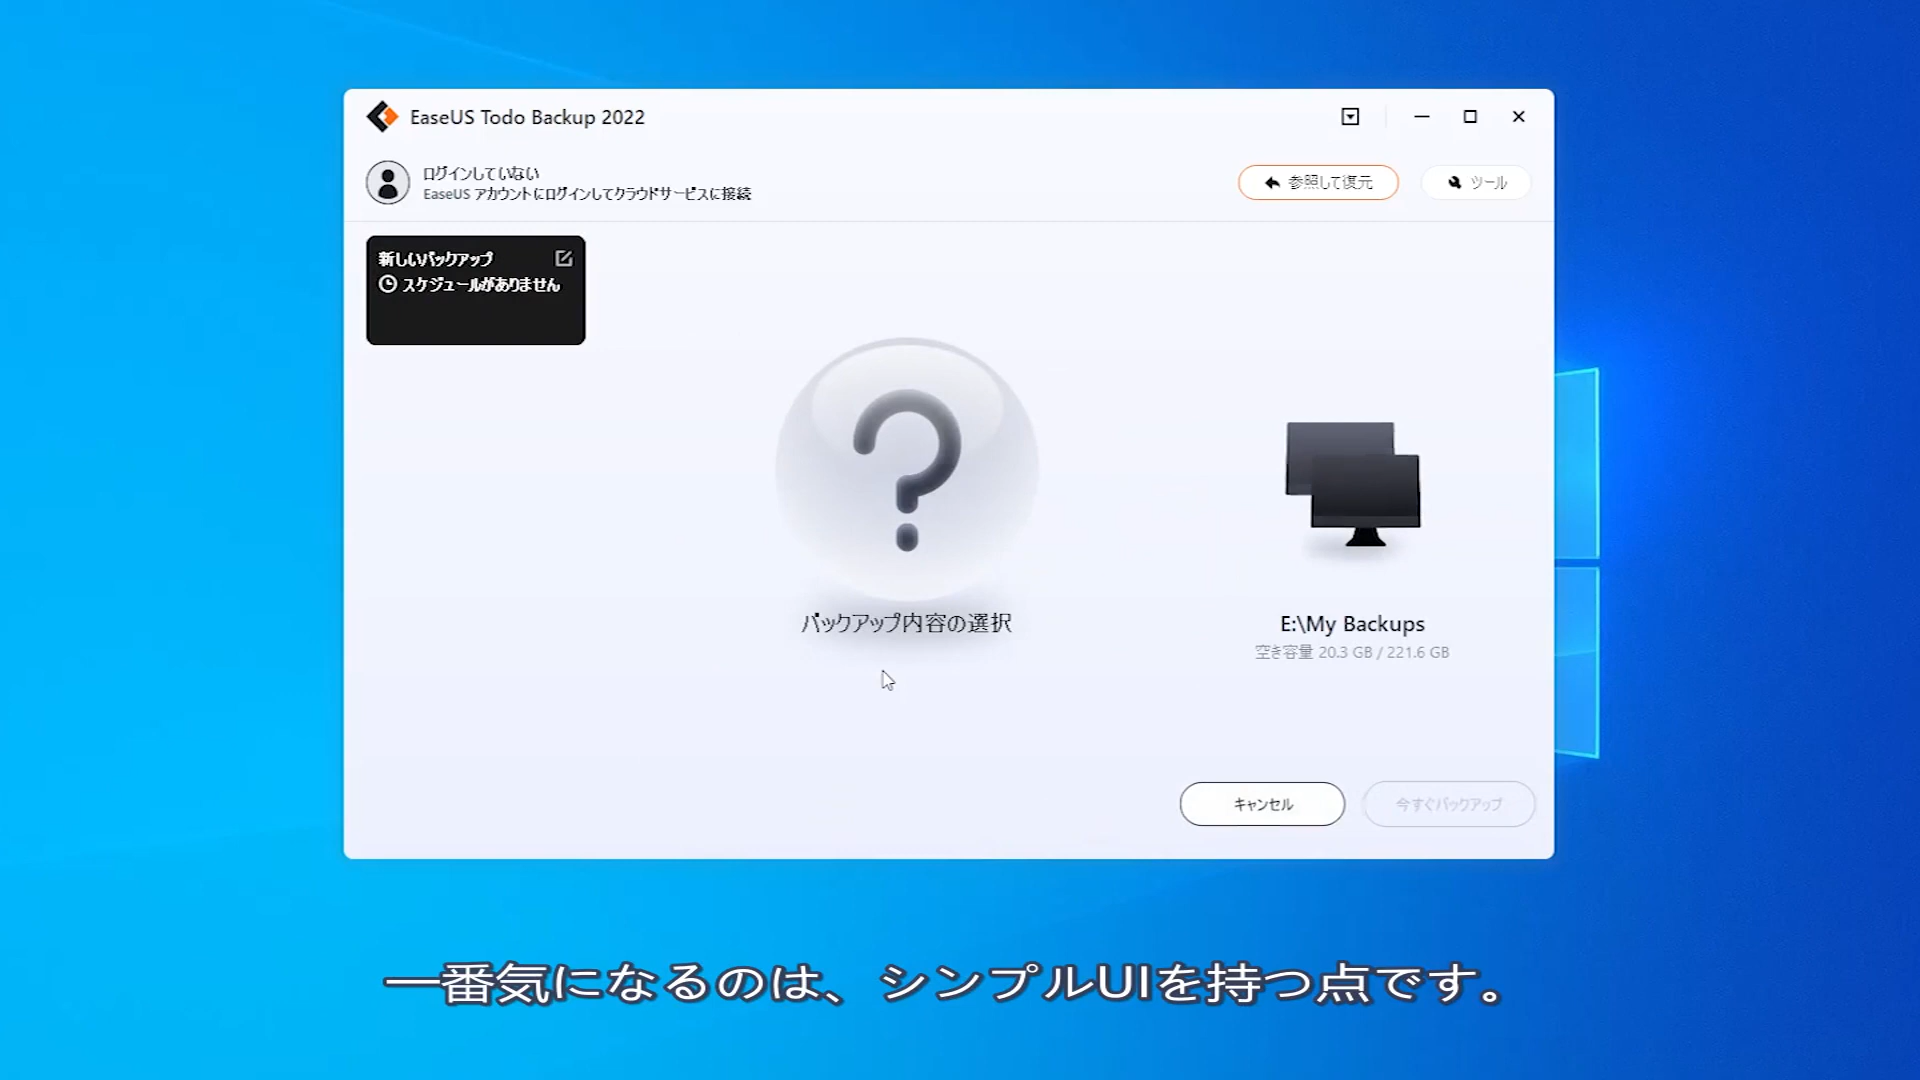 EaseUS Todo Backup 2022
ログインしていない
EaseUS アカウントにログインしてクラウドサービスに接続
参照して復元
ツール
新しいバックアップ
スケジュールがありません
?
バックアップ内容の選択
E:\My Backups
空き容量 20.3 GB / 221.6 GB
キャンセル
今すぐバックアップ
一番気になるのは、シンプルUIを持つ点です。